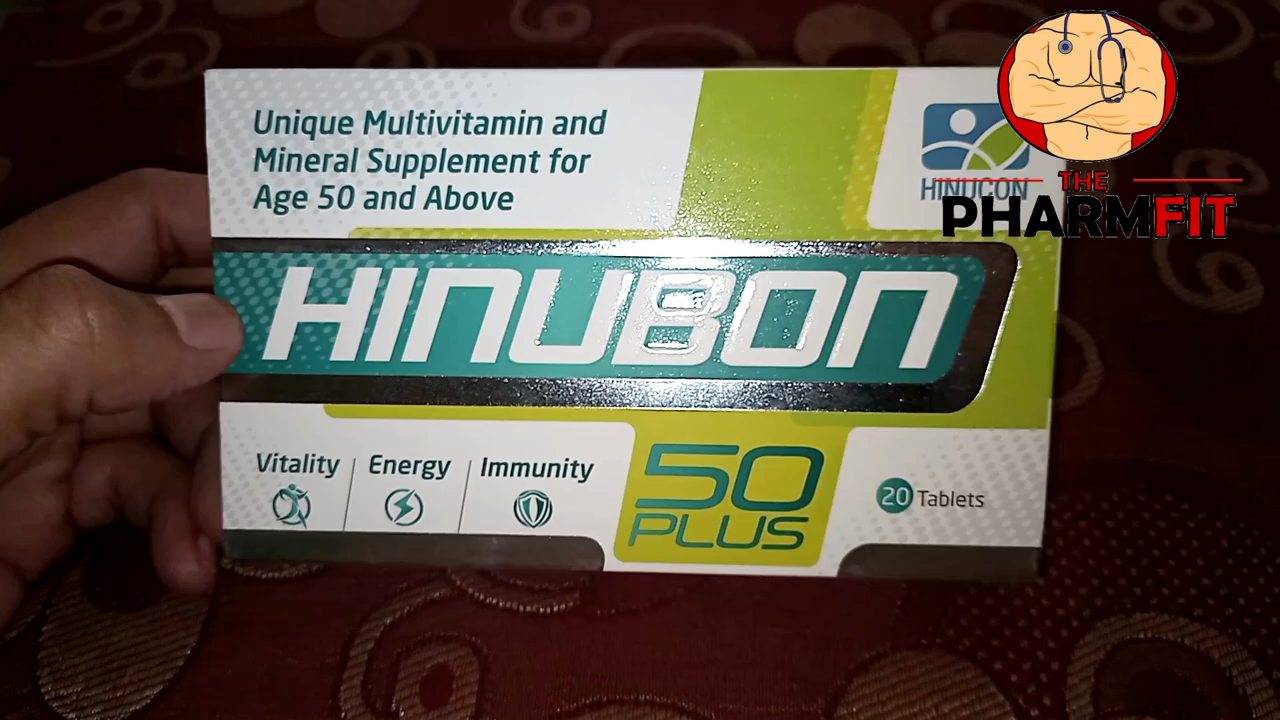 Unique Multivitamin and
Mineral Supplement for
Age 50 and Above
HINUCON
THE
PHARMFIT
HINUBON
Vitality
Energy
Immunity
50
PLUS
20 Tablets